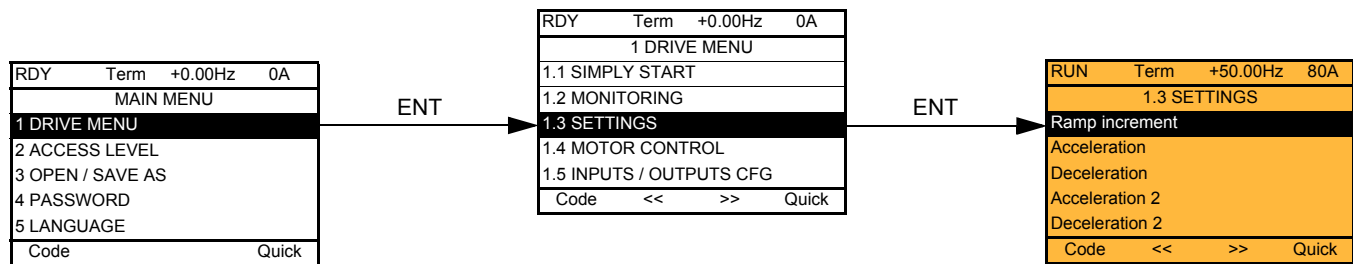 RDY Term +0.00Hz 0A
MAIN MENU
1 DRIVE MENU
2 ACCESS LEVEL
3 OPEN / SAVE AS
4 PASSWORD
5 LANGUAGE
Code Quick
ENT
RDY Term +0.00Hz 0A
1 DRIVE MENU
1.1 SIMPLY START
1.2 MONITORING
1.3 SETTINGS
1.4 MOTOR CONTROL
1.5 INPUTS / OUTPUTS CFG
Code << >> Quick
ENT
RUN Term +50.00Hz 80A
1.3 SETTINGS
Ramp increment
Acceleration
Deceleration
Acceleration 2
Deceleration 2
Code << >> Quick